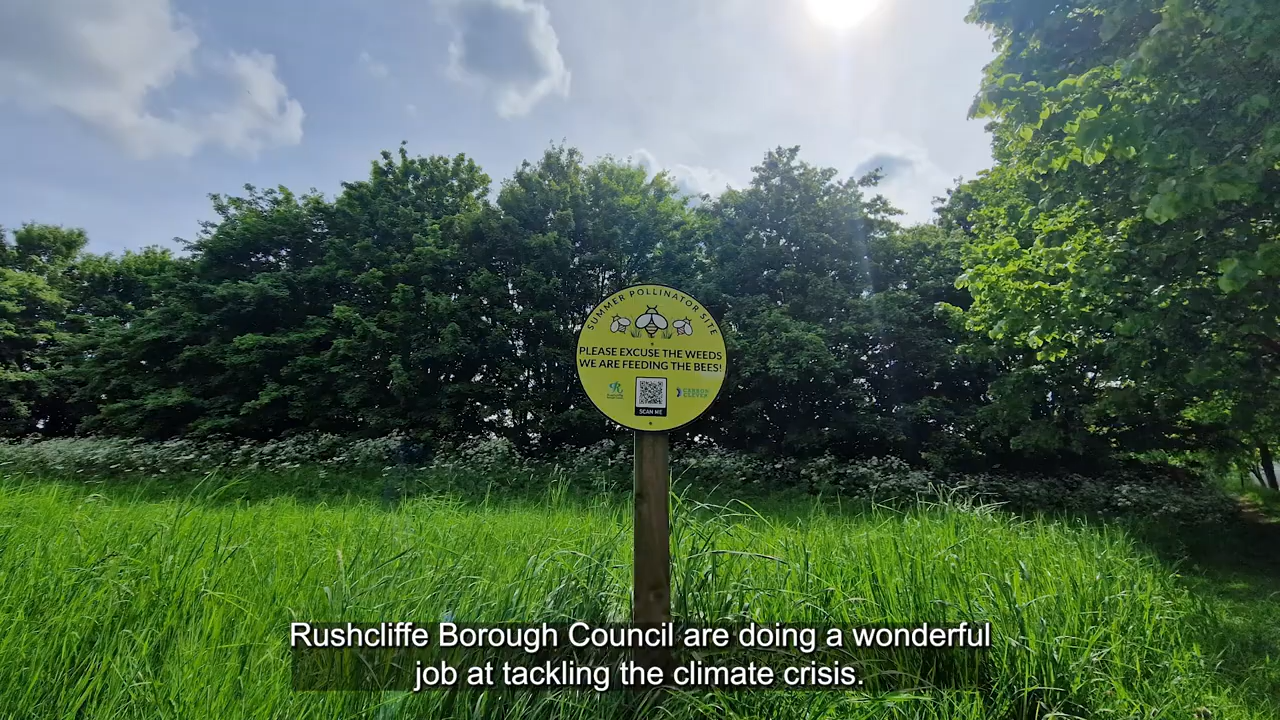 SUMMER POLLINATOR SITE
PLEASE EXCUSE THE WEEDS
WE ARE FEEDING THE BEES!
SCAN ME
Rushcliffe Borough Council are doing a wonderful
job at tackling the climate crisis.